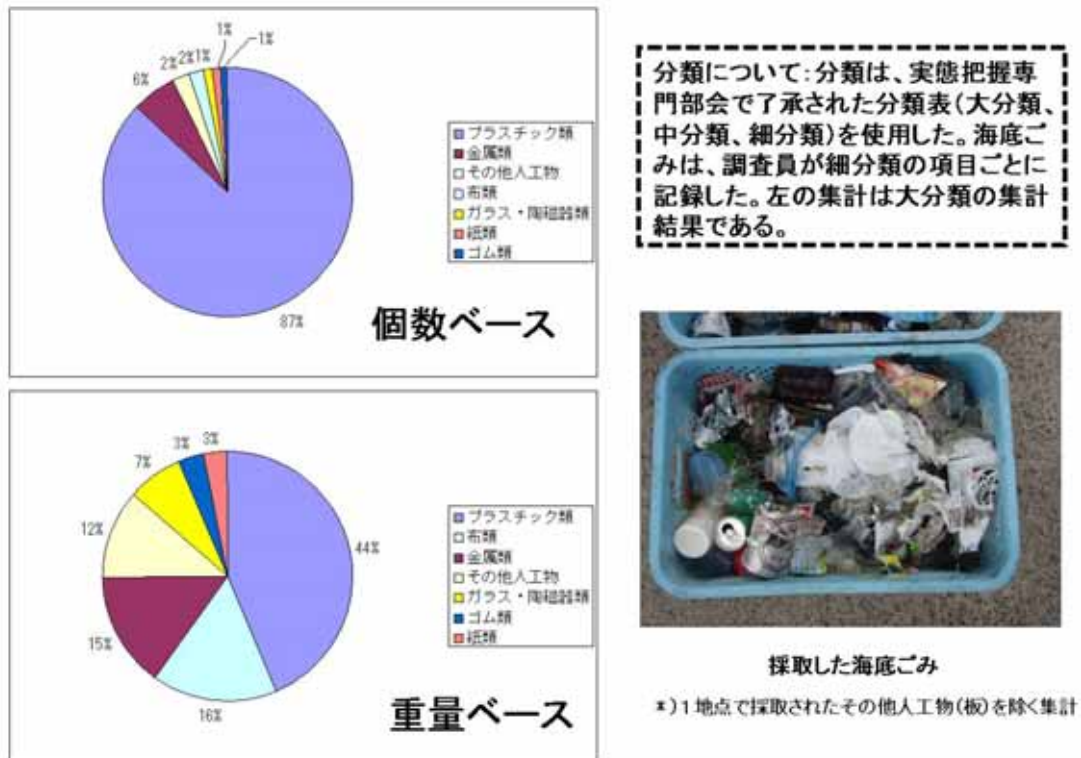 1%
1%
1%
2%
2%
6%
87%
プラスチック類
金属類
その他人工物
布類
ガラス・陶磁器類
紙類
ゴム類
個数ベース
3%
3%
7%
12%
15%
16%
44%
プラスチック類
布類
金属類
その他人工物
ガラス・陶磁器類
ゴム類
紙類
重量ベース
分類について:分類は、実態把握専
門部会で了承された分類表(大分類、
中分類、細分類)を使用した。海底ご
みは、調査員が細分類の項目ごとに
記録した。左の集計は大分類の集計
結果である。
採取した海底ごみ
*)1地点で採取されたその他人工物(板)を除く集計